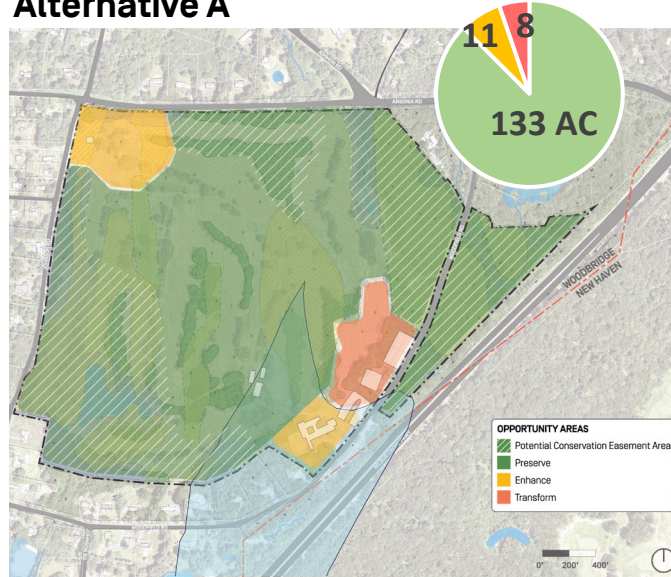 Alternative A
11
8
133 AC
ANSONIA RD
WOODBRIDGE
NEW HAVEN
OPPORTUNITY AREAS
Potential Conservation Easement Area
Preserve
Enhance
Transform
0' 200' 400'